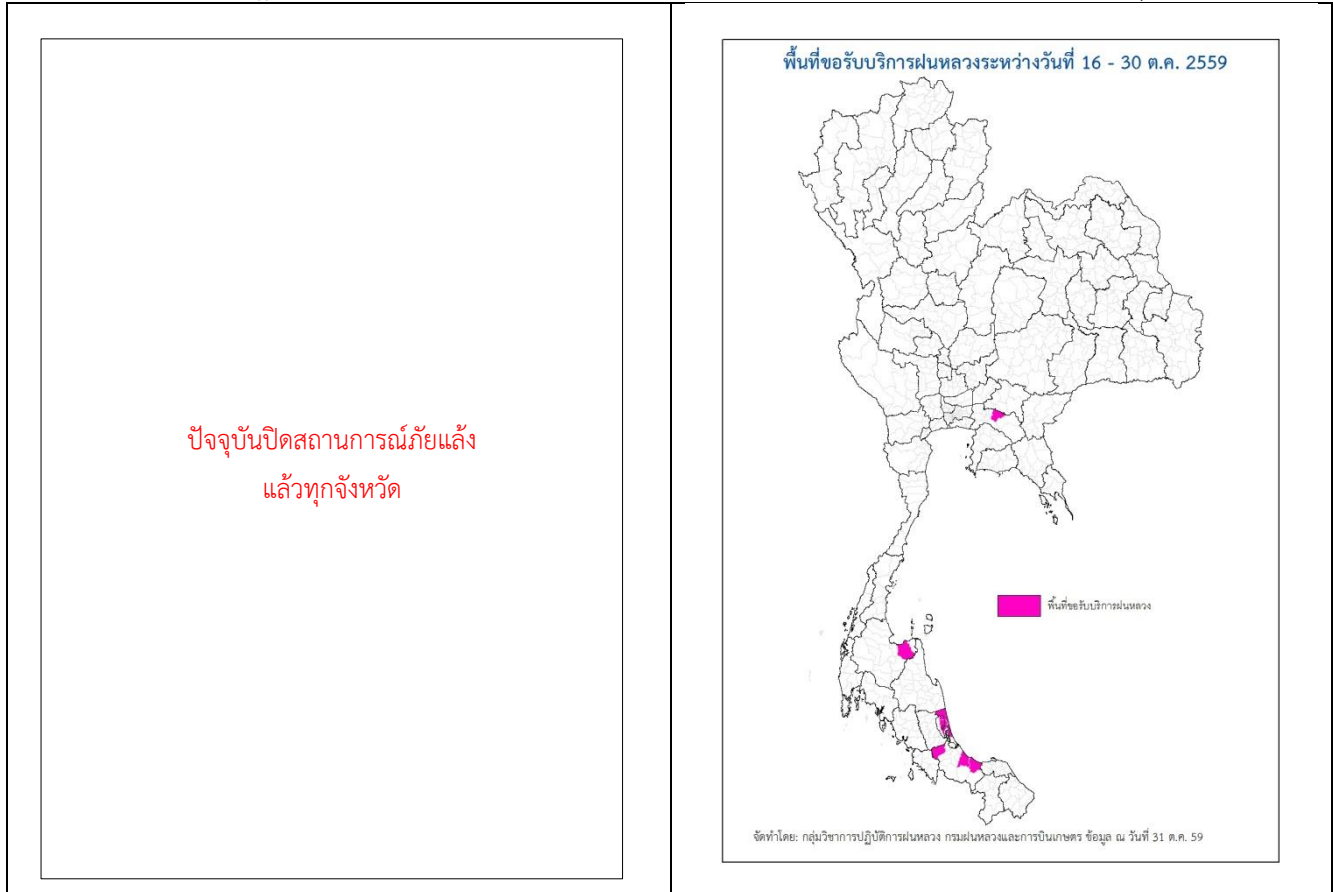 ปัจจุบันปิดสถานการณ์ภัยแล้ง
แล้วทุกจังหวัด
พื้นที่ขอรับบริการฝนหลวงระหว่างวันที่ 16 - 30 ต.ค. 2559
พื้นที่ขอรับบริการฝนหลวง
จัดทำโดย: กลุ่มวิชาการปฏิบัติการฝนหลวง กรมฝนหลวงและการบินเกษตร ข้อมูล ณ วันที่ 31 ต.ค. 59